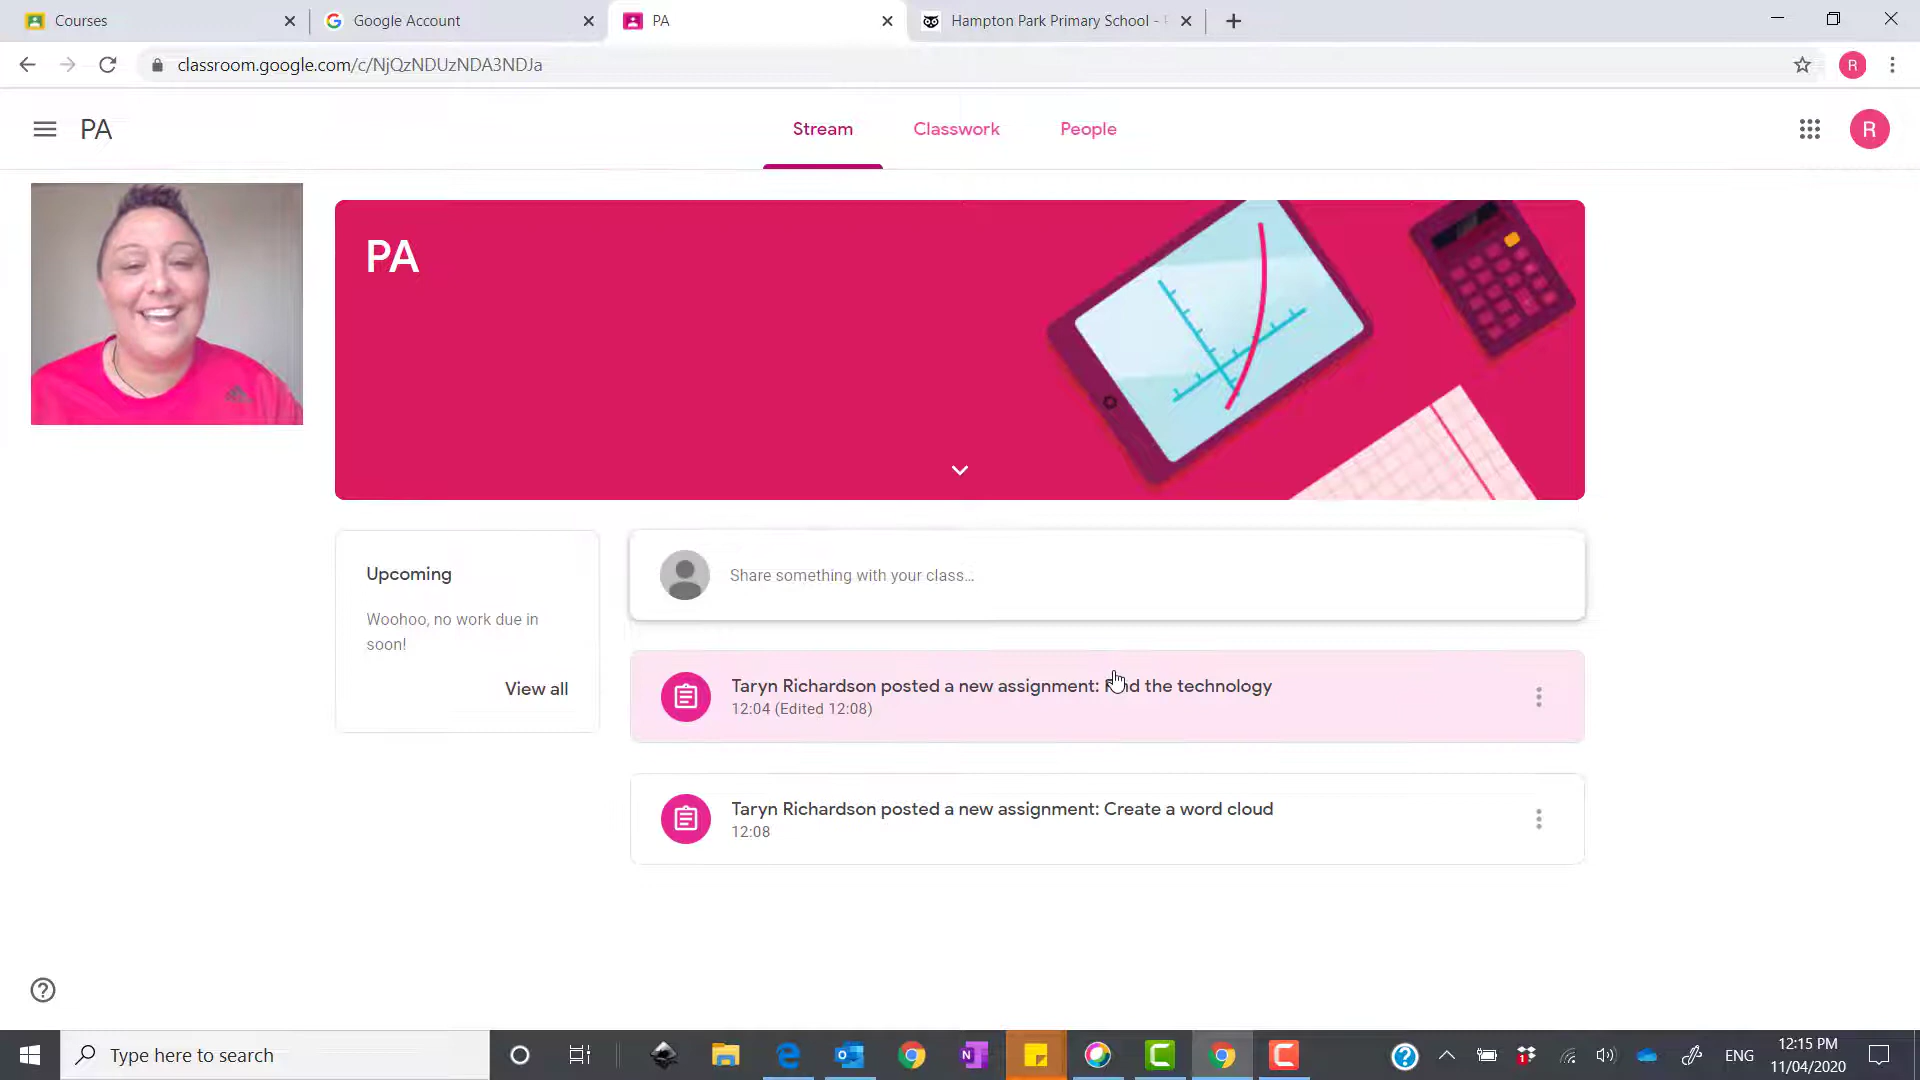 Courses
Google Account
PA
Hampton Park Primary School -
classroom.google.com/c/NjQzNDUzNDA3NDJa
R
PA
Stream
Classwork
People
R
PA
Upcoming
Woohoo, no work due in
soon!
View all
Share something with your class...
Taryn Richardson posted a new assignment: Find the technology
12:04 (Edited 12:08)
Taryn Richardson posted a new assignment: Create a word cloud
12:08
Type here to search
ENG
12:15 PM
11/04/2020